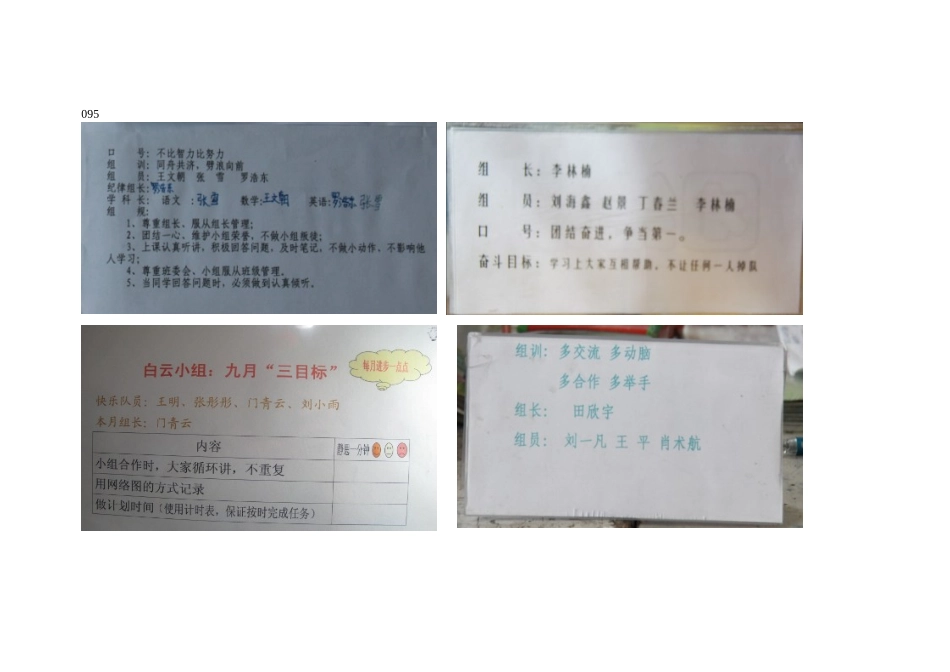 095
口 号：不比智力比努力
组 训：同舟共济，劈浪向前
组 员：王文朝 张 雪 罗浩东
纪律组长：罗浩东
学 科 长： 语文 ：张雪 数学：王文朝 英语：罗浩东 张雪
组 规：
1、尊重组长、服从组长管理；
2、团结一心、维护小组荣誉、不做小组叛徒；
3、上课认真听讲，积极回答问题，及时笔记，不做小动作，不影响他
人学习；
4、尊重班委会、小组服从班级管理。
5、当同学回答问题时，必须做到认真倾听。
组 长：李林楠
组 员：刘海鑫 赵景 丁春兰 李林楠
口 号：团结奋进，争当第一。
奋斗目标：学习上大家互相帮助，不让任何一人掉队
白云小组：九月“三目标”
每月进步一点点
快乐队员：王明、张彤彤、门青云、刘小雨
本月组长：门青云
内容
静思一分钟
小组合作时，大家循环讲，不重复
用网络图的方式记录
做计划时间（使用计时表，保证按时完成任务）
组训：多交流 多动脑
多合作 多举手
组长： 田欣宇
组员： 刘一凡 王 平 肖术航